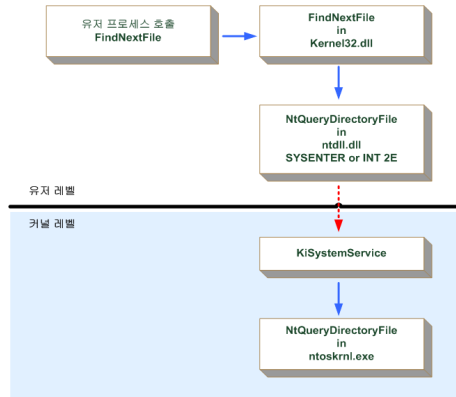 유저 프로세스 호출
FindNextFile
FindNextFile
in
Kernel32.dll
NtQueryDirectoryFile
in
ntdll.dll
SYSENTER or INT 2E
유저 레벨
커널 레벨
KiSystemService
NtQueryDirectoryFile
in
ntoskrnl.exe